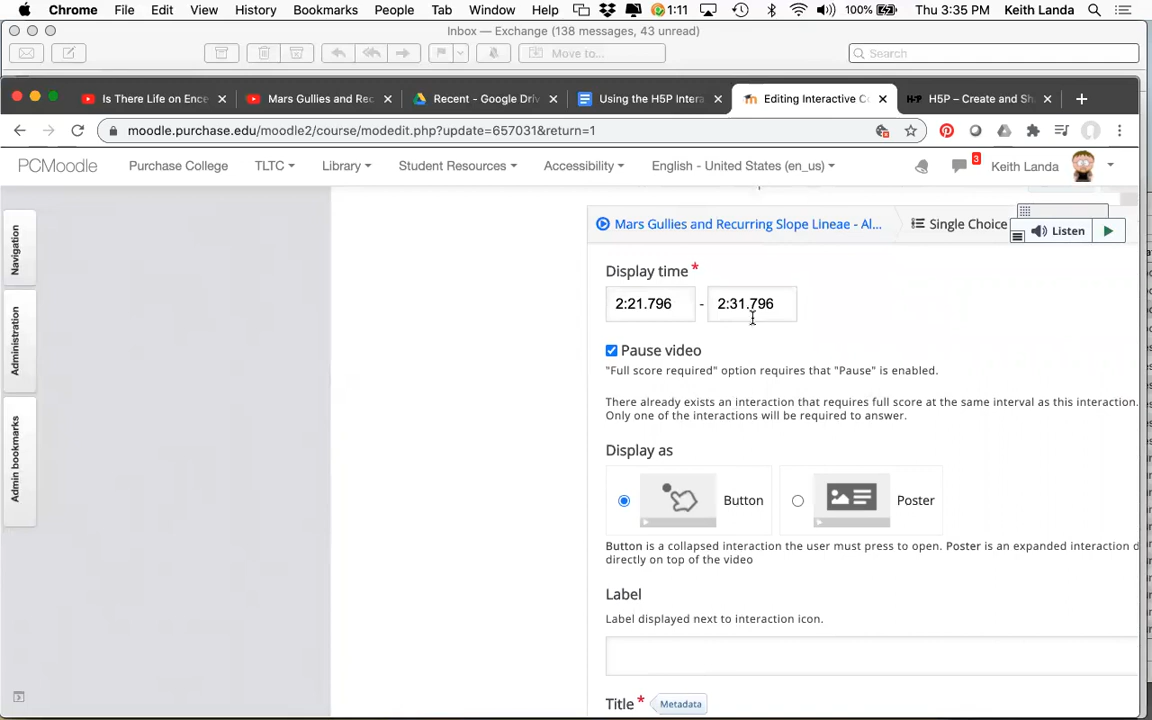 Chrome File Edit View History Bookmarks People Tab Window Help 1:11 100% Thu 3:35 PM Keith Landa
Inbox — Exchange (138 messages, 43 unread)
Move to... Search
Is There Life on Ence Mars Gullies and Rec Recent - Google Driv Using the H5P Intera Editing Interactive Co H5P – Create and Sh
moodle.purchase.edu/moodle2/course/modedit.php?update=657031&return=1
PCMoodle Purchase College TLTC Library Student Resources Accessibility English - United States (en_us) 3 Keith Landa
Navigation
Administration
Admin bookmarks
Mars Gullies and Recurring Slope Lineae - Al... Single Choice Listen
Display time *
2:21.796 - 2:31.796
Pause video
"Full score required" option requires that "Pause" is enabled.
There already exists an interaction that requires full score at the same interval as this interaction.
Only one of the interactions will be required to answer.
Display as
Button Poster
Button is a collapsed interaction the user must press to open. Poster is an expanded interaction d
directly on top of the video
Label
Label displayed next to interaction icon.
Title * Metadata